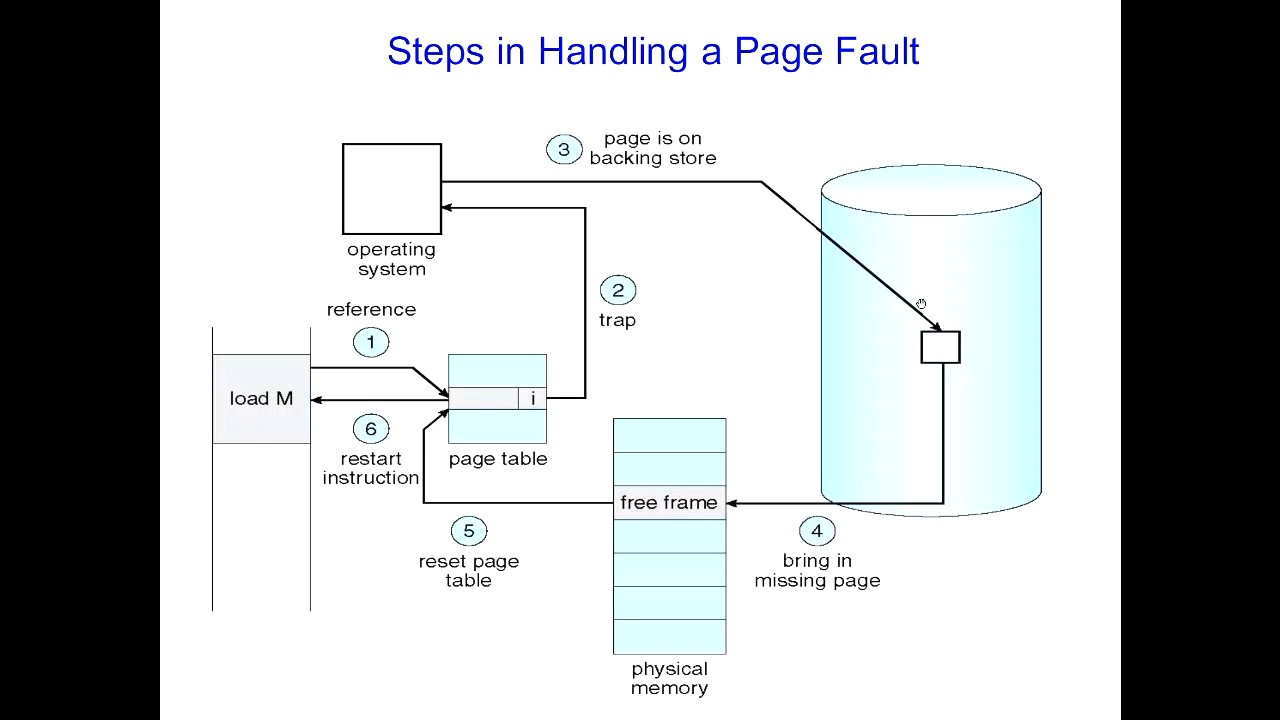 Steps in Handling a Page Fault
3
page is on
backing store
operating
system
reference
1
2
trap
load M
i
6
restart
instruction
page table
free frame
5
reset page
table
4
bring in
missing page
physical
memory